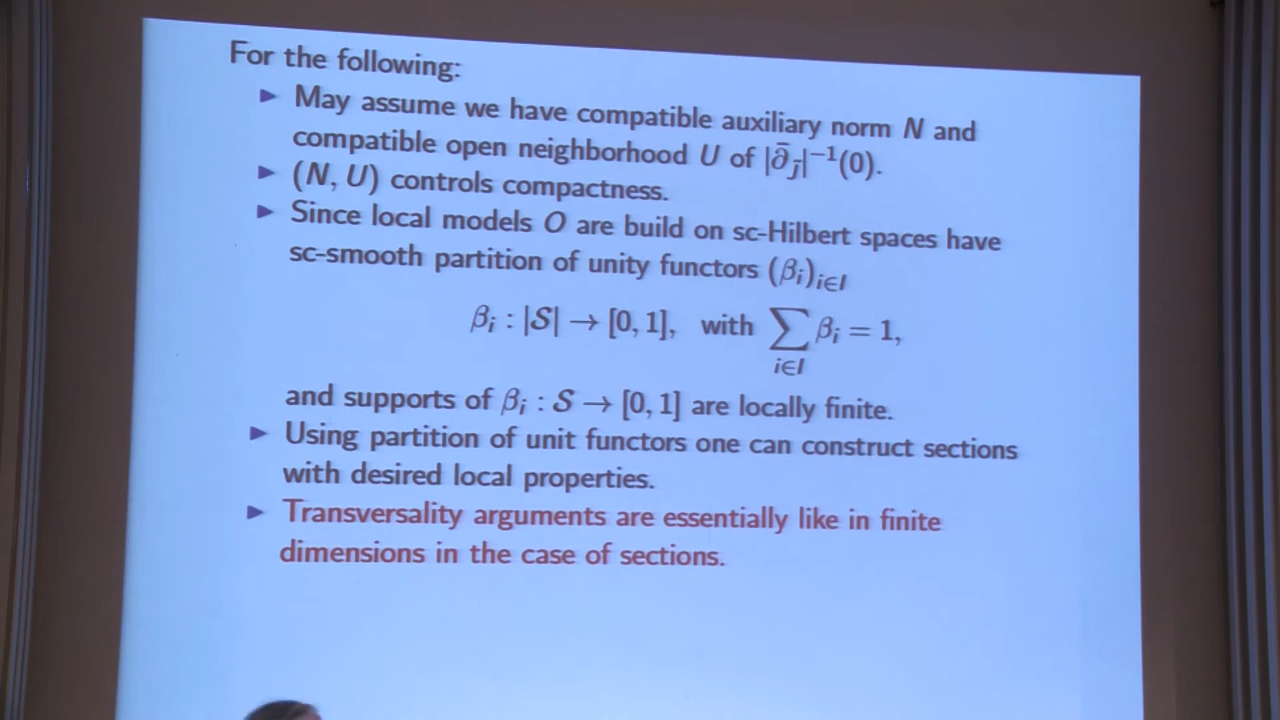 For the following:
▶ May assume we have compatible auxiliary norm N and
compatible open neighborhood U of |∂̄_J̃|⁻¹(0).
▶ (N, U) controls compactness.
▶ Since local models O are build on sc-Hilbert spaces have
sc-smooth partition of unity functors (β_i)_{i∈I}
β_i : |S| → [0, 1], with ∑_{i∈I} β_i = 1,
and supports of β_i : S → [0, 1] are locally finite.
▶ Using partition of unit functors one can construct sections
with desired local properties.
▶ Transversality arguments are essentially like in finite
dimensions in the case of sections.